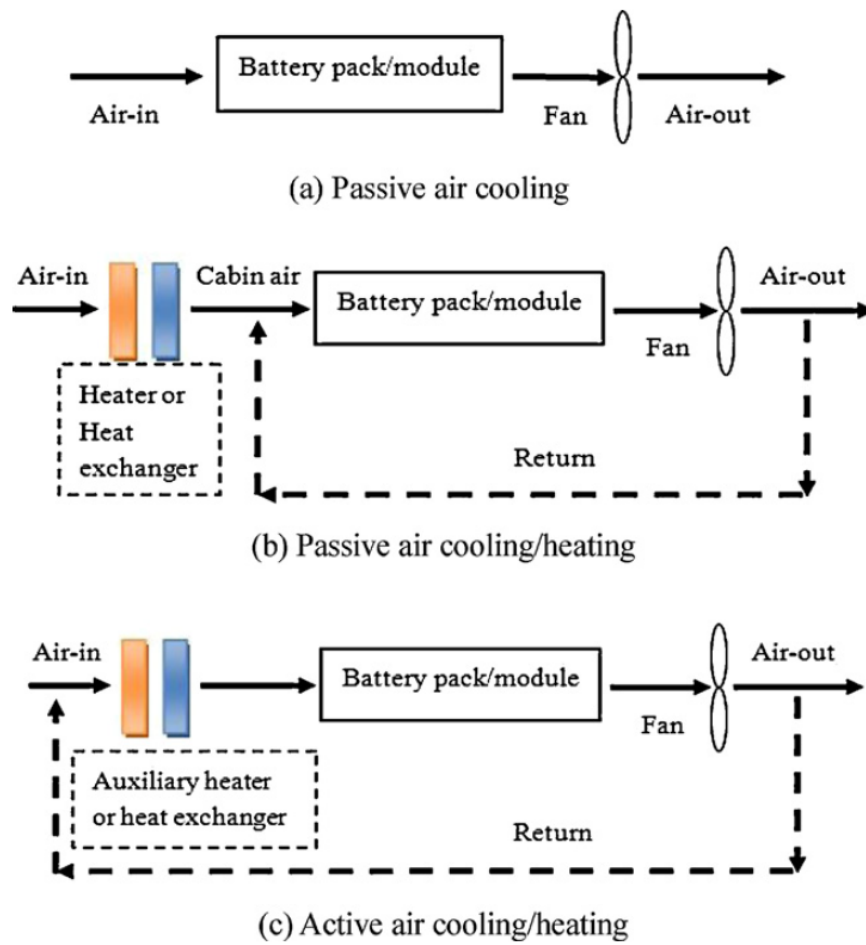 Battery pack/module
Air-in
Fan
Air-out
(a) Passive air cooling
Air-in
Cabin air
Air-out
Battery pack/module
Fan
Heater or
Heat
exchanger
Return
(b) Passive air cooling/heating
Air-in
Air-out
Battery pack/module
Fan
Auxiliary heater
or heat exchanger
Return
(c) Active air cooling/heating